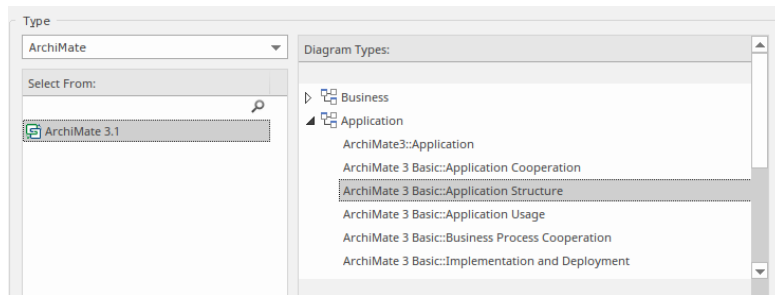 Type
ArchiMate
Select From:
ArchiMate 3.1
Diagram Types:
Business
Application
ArchiMate3::Application
ArchiMate 3 Basic::Application Cooperation
ArchiMate 3 Basic::Application Structure
ArchiMate 3 Basic::Application Usage
ArchiMate 3 Basic::Business Process Cooperation
ArchiMate 3 Basic::Implementation and Deployment